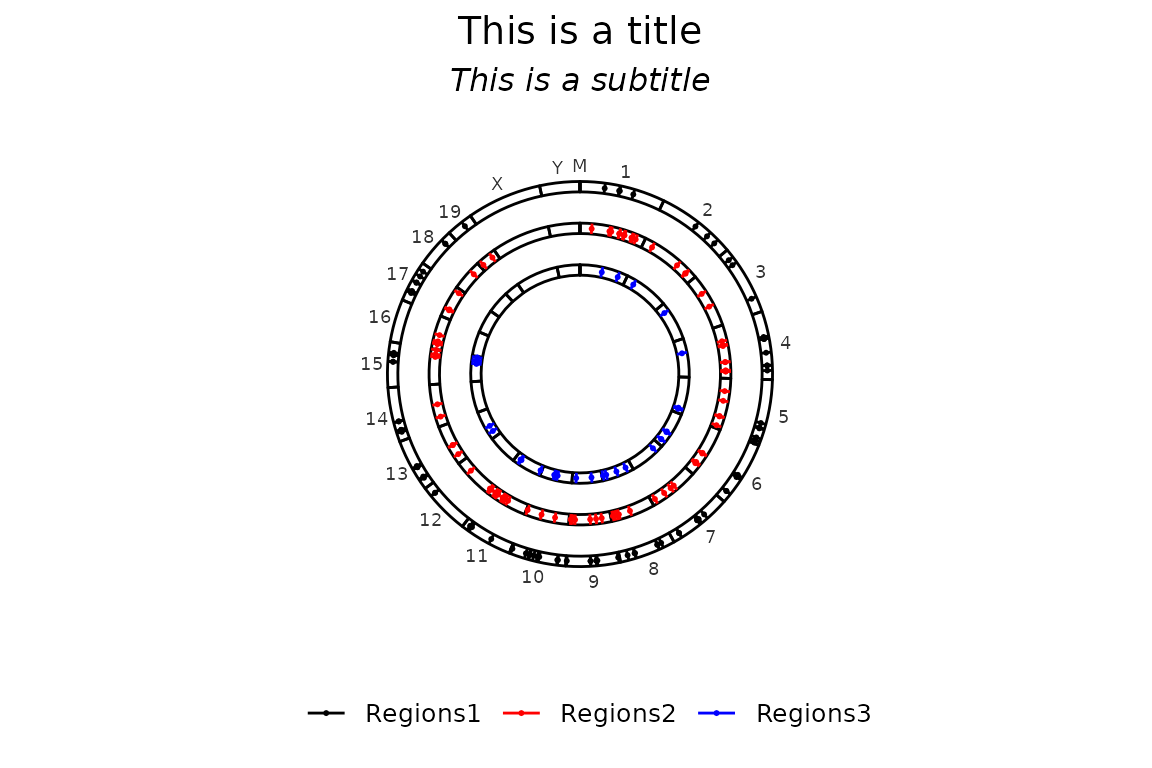 This is a title
This is a subtitle
Y M 1
X
19 2
18
17 3
16
15 4
14 5
13 6
12 7
11 8
10 9
Regions1 Regions2 Regions3